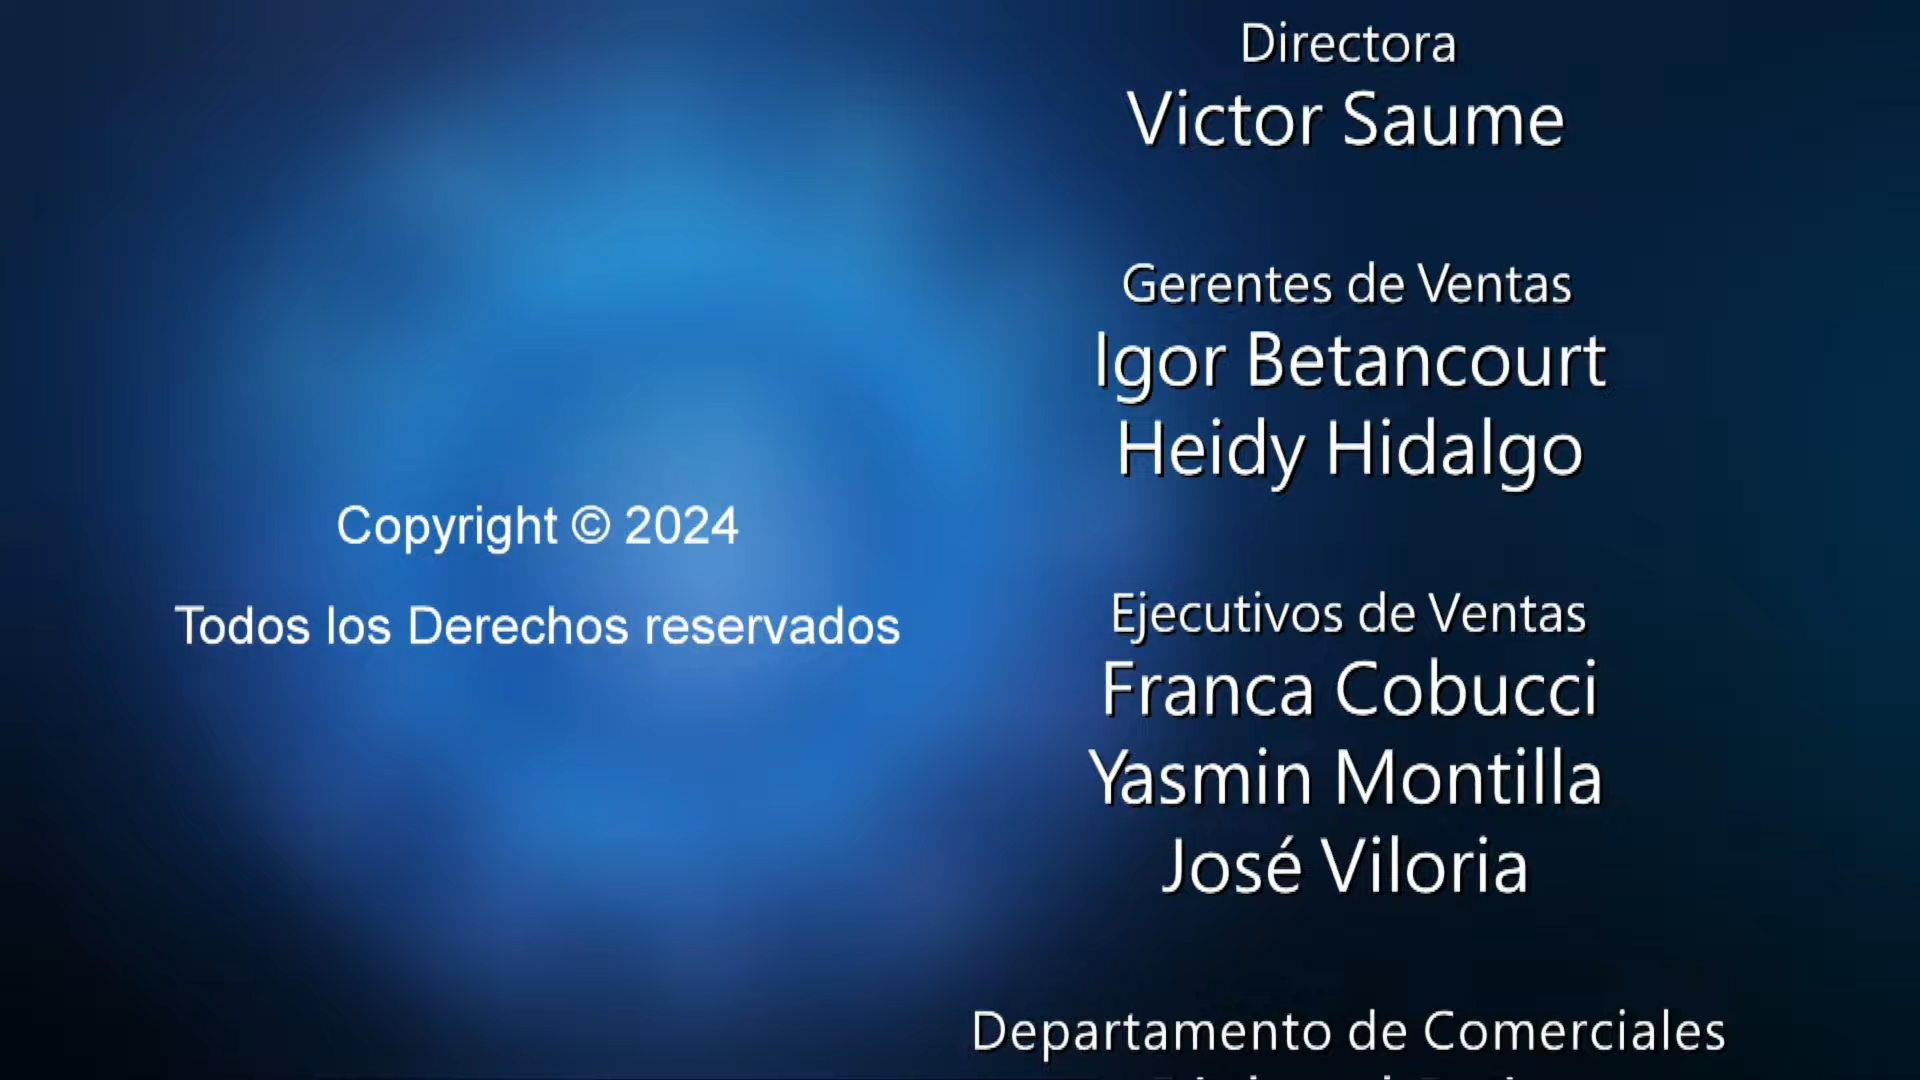 Directora
Victor Saume
Gerentes de Ventas
Igor Betancourt
Heidy Hidalgo
Copyright © 2024
Todos los Derechos reservados
Ejecutivos de Ventas
Franca Cobucci
Yasmin Montilla
José Viloria
Departamento de Comerciales